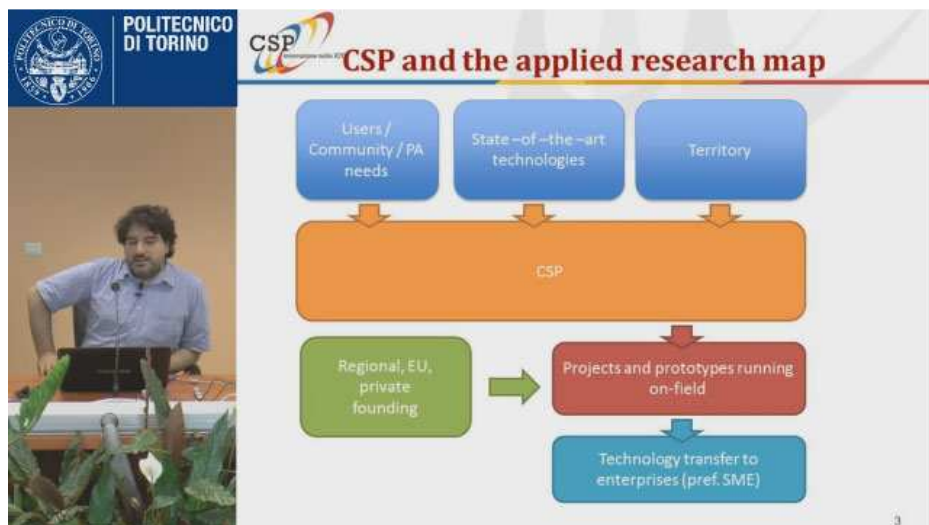 POLITECNICO
DI TORINO
CSP
CSP and the applied research map
Users /
Community / PA
needs
State –of –the –art
technologies
Territory
CSP
Regional, EU,
private
founding
Projects and prototypes running
on-field
Technology transfer to
enterprises (pref. SME)
3